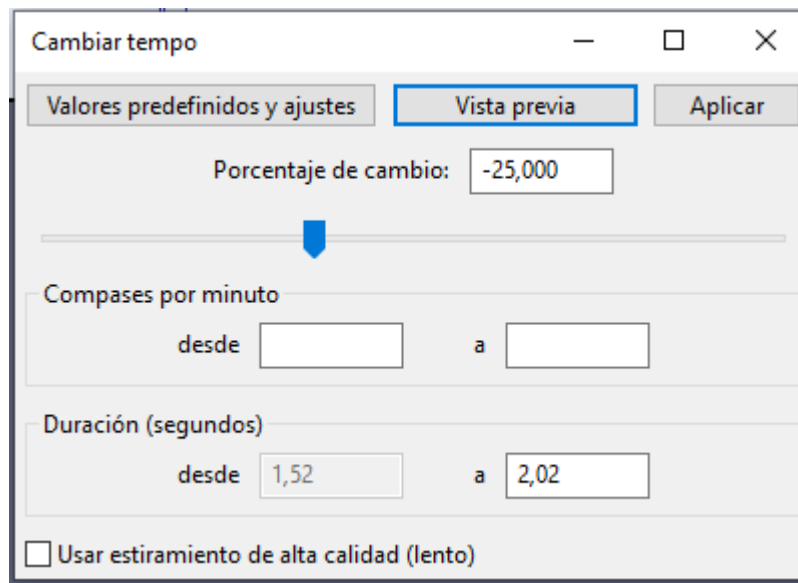 Cambiar tempo
Valores predefinidos y ajustes Vista previa Aplicar
Porcentaje de cambio: -25,000
Compases por minuto
desde a
Duración (segundos)
desde 1,52 a 2,02
Usar estiramiento de alta calidad (lento)